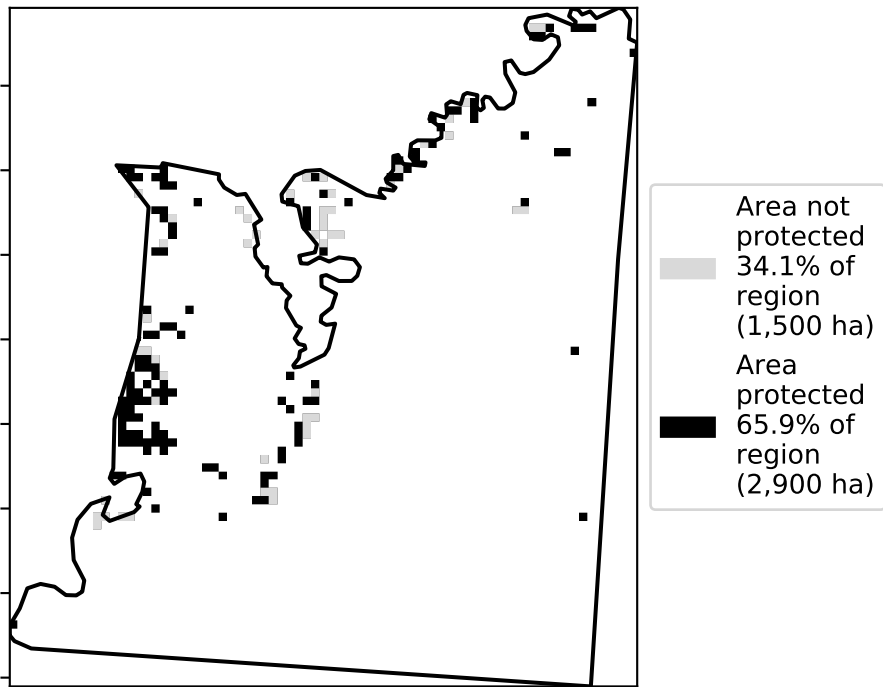 Area not
protected
34.1% of
region
(1,500 ha)
Area
protected
65.9% of
region
(2,900 ha)